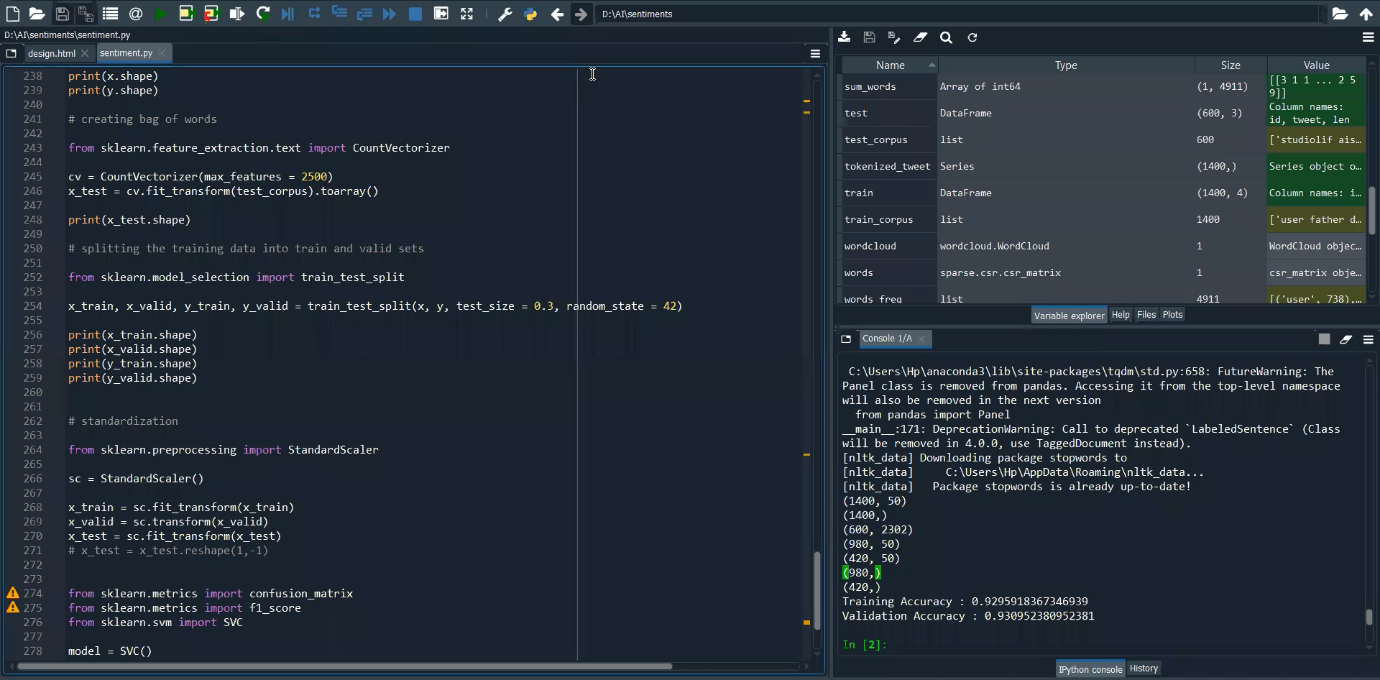 D:\AI\sentiments
D:\AI\sentiments\sentiment.py
design.html
sentiment.py
238 print(x.shape)
239 print(y.shape)
240
241 # creating bag of words
242
243 from sklearn.feature_extraction.text import CountVectorizer
244
245 cv = CountVectorizer(max_features = 2500)
246 x_test = cv.fit_transform(test_corpus).toarray()
247
248 print(x_test.shape)
249
250 # splitting the training data into train and valid sets
251
252 from sklearn.model_selection import train_test_split
253
254 x_train, x_valid, y_train, y_valid = train_test_split(x, y, test_size = 0.3, random_state = 42)
255
256 print(x_train.shape)
257 print(x_valid.shape)
258 print(y_train.shape)
259 print(y_valid.shape)
260
261
262 # standardization
263
264 from sklearn.preprocessing import StandardScaler
265
266 sc = StandardScaler()
267
268 x_train = sc.fit_transform(x_train)
269 x_valid = sc.transform(x_valid)
270 x_test = sc.fit_transform(x_test)
271 # x_test = x_test.reshape(1,-1)
272
273
274 from sklearn.metrics import confusion_matrix
275 from sklearn.metrics import f1_score
276 from sklearn.svm import SVC
277
278 model = SVC()
Name Type Size Value
sum_words Array of int64 (1, 4911) [[3 1 1 ... 2 5
9]]
test DataFrame (600, 3) Column names:
id, tweet, len
test_corpus list 600 ['studiolif ais…
tokenized_tweet Series (1400,) Series object o…
train DataFrame (1400, 4) Column names: i…
train_corpus list 1400 ['user father d…
wordcloud wordcloud.WordCloud 1 WordCloud objec…
words sparse.csr.csr_matrix 1 csr_matrix obje…
words_freq list 4911 [('user', 738),…
Variable explorer Help Files Plots
Console 1/A
C:\Users\Hp\anaconda3\lib\site-packages\tqdm\std.py:658: FutureWarning: The
Panel class is removed from pandas. Accessing it from the top-level namespace
will also be removed in the next version
from pandas import Panel
__main__:171: DeprecationWarning: Call to deprecated `LabeledSentence` (Class
will be removed in 4.0.0, use TaggedDocument instead).
[nltk_data] Downloading package stopwords to
[nltk_data] C:\Users\Hp\AppData\Roaming\nltk_data...
[nltk_data] Package stopwords is already up-to-date!
(1400, 50)
(1400,)
(600, 2302)
(980, 50)
(420, 50)
(980,)
(420,)
Training Accuracy : 0.9295918367346939
Validation Accuracy : 0.930952380952381
In [2]:
IPython console History